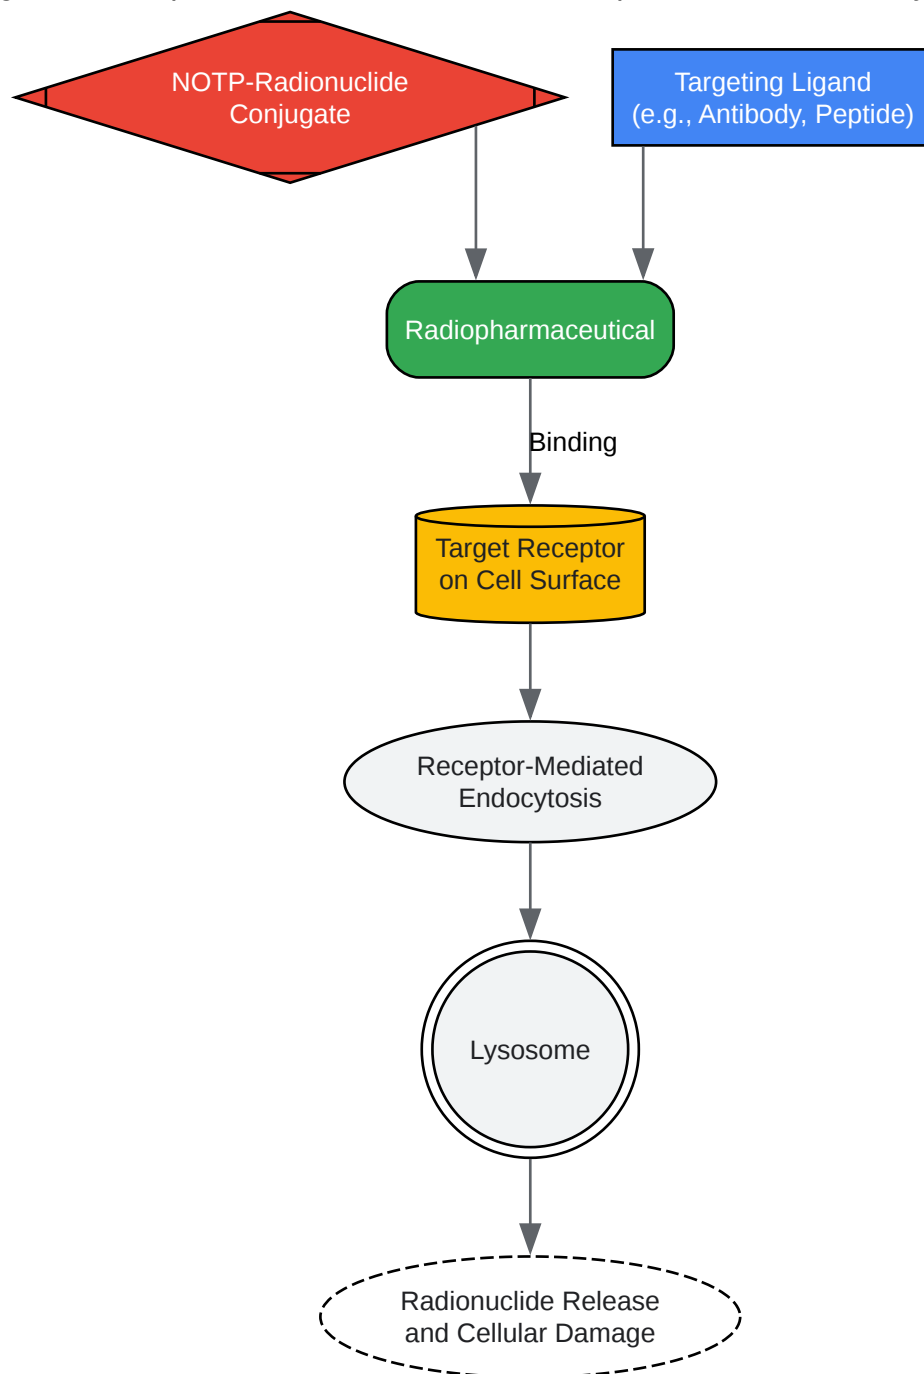 NOTP-Radionuclide
Conjugate
Targeting Ligand
(e.g., Antibody, Peptide)
Radiopharmaceutical
Binding
Target Receptor
on Cell Surface
Receptor-Mediated
Endocytosis
Lysosome
Radionuclide Release
and Cellular Damage